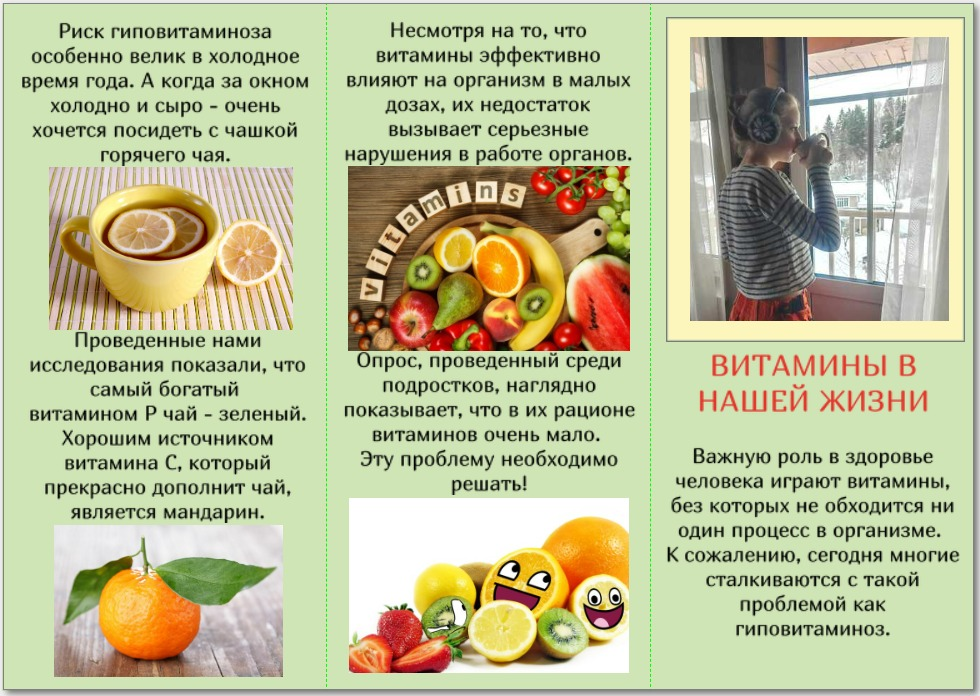 Риск гиповитаминоза
особенно велик в холодное
время года. А когда за окном
холодно и сыро - очень
хочется посидеть с чашкой
горячего чая.
Проведенные нами
исследования показали, что
самый богатый
витамином Р чай - зеленый.
Хорошим источником
витамина С, который
прекрасно дополнит чай,
является мандарин.
Несмотря на то, что
витамины эффективно
влияют на организм в малых
дозах, их недостаток
вызывает серьезные
нарушения в работе органов.
vitamins
Опрос, проведенный среди
подростков, наглядно
показывает, что в их рационе
витаминов очень мало.
Эту проблему необходимо
решать!
ВИТАМИНЫ В
НАШЕЙ ЖИЗНИ
Важную роль в здоровье
человека играют витамины,
без которых не обходится ни
один процесс в организме.
К сожалению, сегодня многие
сталкиваются с такой
проблемой как
гиповитаминоз.